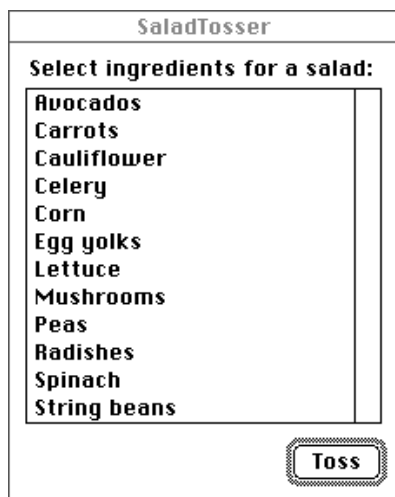 SaladTosser
Select ingredients for a salad:
Avocados
Carrots
Cauliflower
Celery
Corn
Egg yolks
Lettuce
Mushrooms
Peas
Radishes
Spinach
String beans
Toss